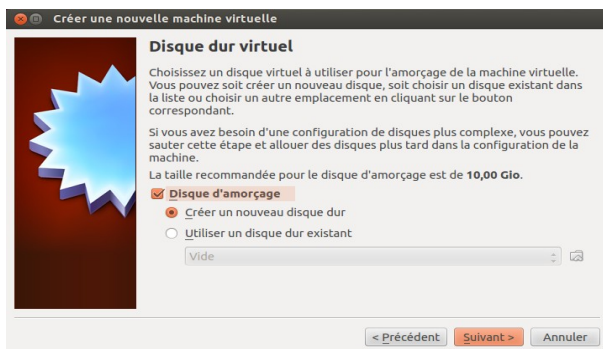 Créer une nouvelle machine virtuelle
Disque dur virtuel
Choisissez un disque virtuel à utiliser pour l'amorçage de la machine virtuelle.
Vous pouvez soit créer un nouveau disque, soit choisir un disque existant dans
la liste ou choisir un autre emplacement en cliquant sur le bouton
correspondant.
Si vous avez besoin d'une configuration de disques plus complexe, vous pouvez
sauter cette étape et allouer des disques plus tard dans la configuration de la
machine.
La taille recommandée pour le disque d'amorçage est de 10,00 Gio.
Disque d'amorçage
Créer un nouveau disque dur
Utiliser un disque dur existant
Vide
< Précédent
Suivant >
Annuler